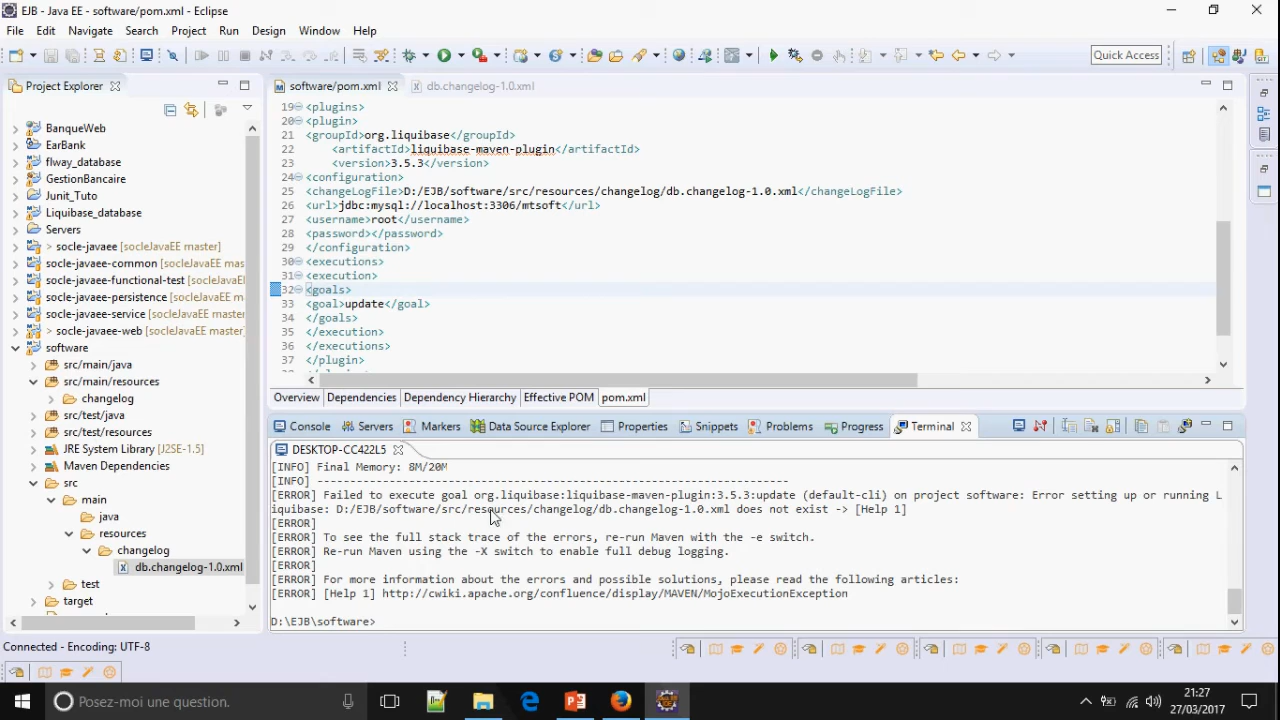 EJB - Java EE - software/pom.xml - Eclipse
File Edit Navigate Search Project Run Design Window Help
Quick Access
Project Explorer
BanqueWeb
EarBank
flway_database
GestionBancaire
Junit_Tuto
Liquibase_database
Servers
> socle-javaee [socleJavaEE master]
socle-javaee-common [socleJavaEE master]
socle-javaee-functional-test
socle-javaee-persistence [socleJavaEE
socle-javaee-service [socleJavaEE master]
> socle-javaee-web [socleJavaEE master]
software
src/main/java
src/main/resources
changelog
src/test/java
src/test/resources
JRE System Library [J2SE-1.5]
Maven Dependencies
src
main
java
resources
changelog
db.changelog-1.0.xml
test
target
software/pom.xml db.changelog-1.0.xml
19 <plugins>
20 <plugin>
21 <groupId>org.liquibase</groupId>
22 <artifactId>liquibase-maven-plugin</artifactId>
23 <version>3.5.3</version>
24 <configuration>
25 <changeLogFile>D:/EJB/software/src/resources/changelog/db.changelog-1.0.xml</changeLogFile>
26 <url>jdbc:mysql://localhost:3306/mtsoft</url>
27 <username>root</username>
28 <password></password>
29 </configuration>
30 <executions>
31 <execution>
32 <goals>
33 <goal>update</goal>
34 </goals>
35 </execution>
36 </executions>
37 </plugin>
Overview Dependencies Dependency Hierarchy Effective POM pom.xml
Console Servers Markers Data Source Explorer Properties Snippets Problems Progress Terminal
DESKTOP-CC422L5
[INFO] Final Memory: 8M/20M
[INFO] ------------------------------------------------------------------------
[ERROR] Failed to execute goal org.liquibase:liquibase-maven-plugin:3.5.3:update (default-cli) on project software: Error setting up or running L
iquibase: D:/EJB/software/src/resources/changelog/db.changelog-1.0.xml does not exist -> [Help 1]
[ERROR]
[ERROR] To see the full stack trace of the errors, re-run Maven with the -e switch.
[ERROR] Re-run Maven using the -X switch to enable full debug logging.
[ERROR]
[ERROR] For more information about the errors and possible solutions, please read the following articles:
[ERROR] [Help 1] http://cwiki.apache.org/confluence/display/MAVEN/MojoExecutionException
D:\EJB\software>
Connected - Encoding: UTF-8
Posez-moi une question.
21:27
27/03/2017